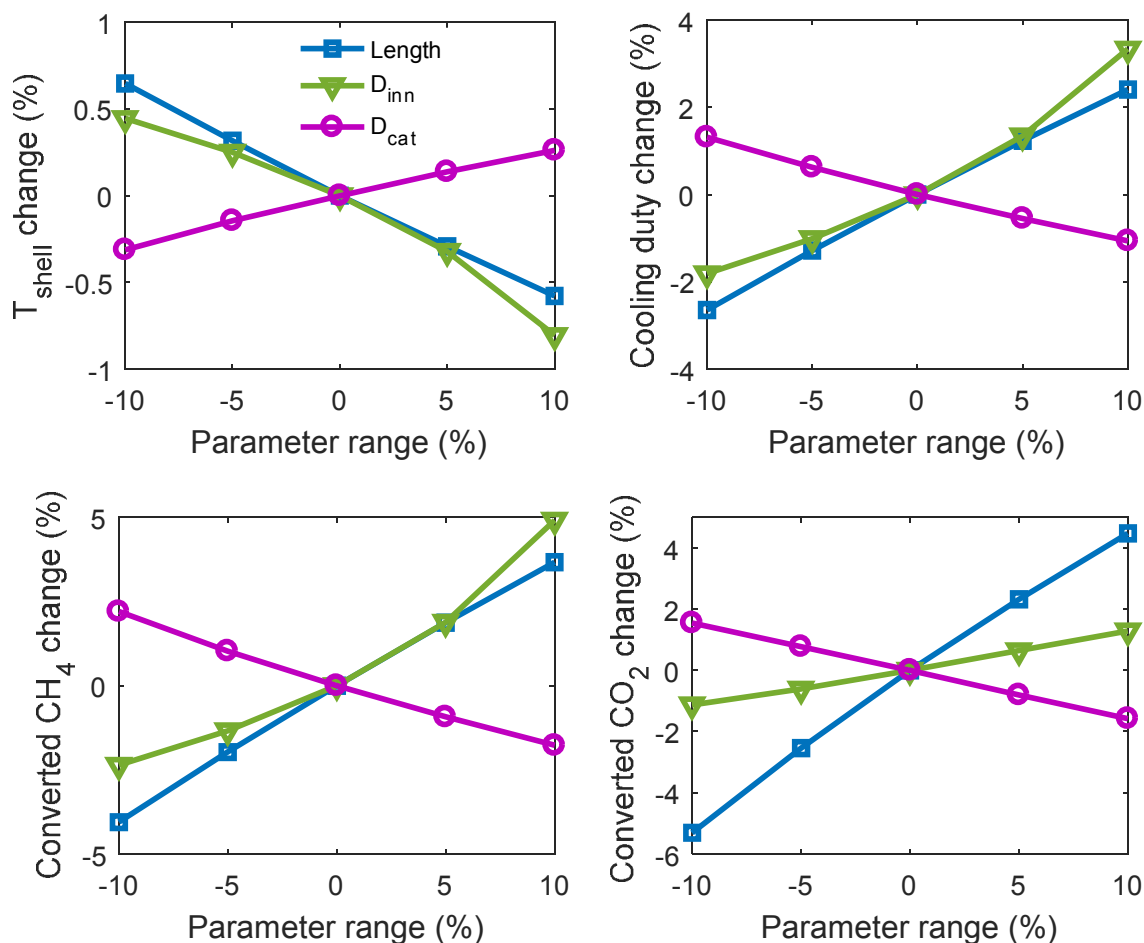 T_shell change (%)
1
0.5
0
-0.5
-1
Length
D_inn
D_cat
-10 -5 0 5 10
Parameter range (%)
Cooling duty change (%)
4
2
0
-2
-4
-10 -5 0 5 10
Parameter range (%)
Converted CH_4 change (%)
5
0
-5
-10 -5 0 5 10
Parameter range (%)
Converted CO_2 change (%)
4
2
0
-2
-4
-6
-10 -5 0 5 10
Parameter range (%)